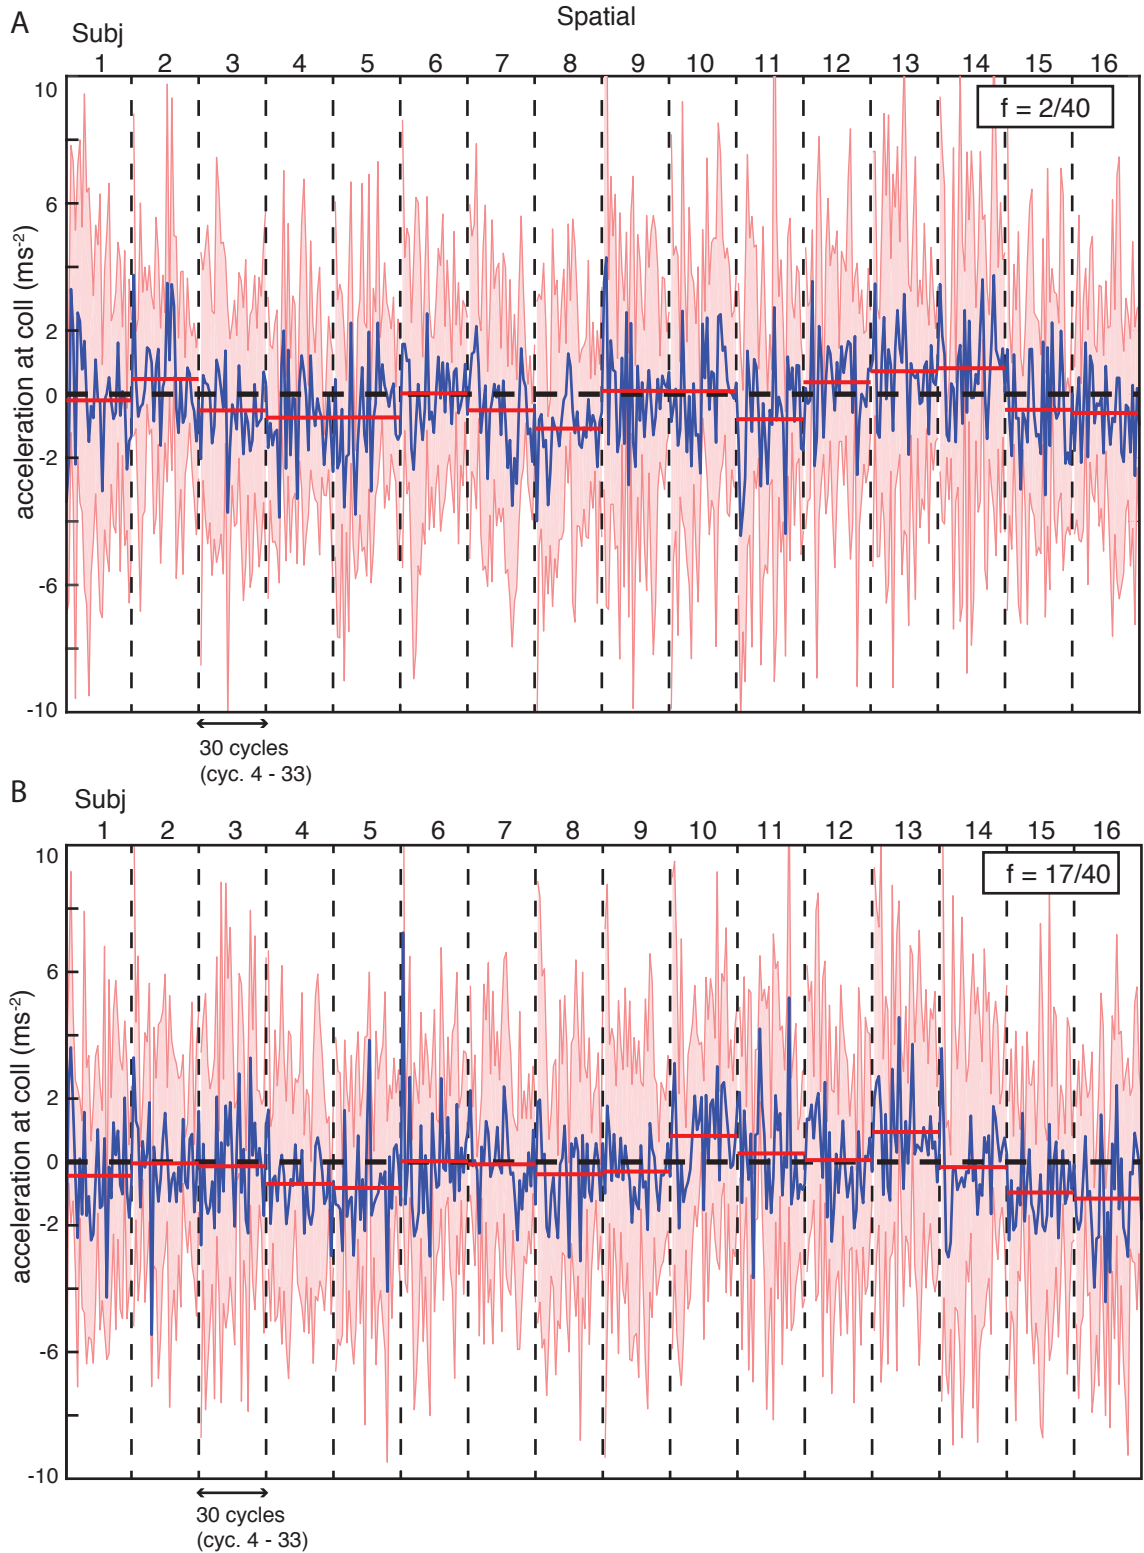 A
Spatial
Subj
1 2 3 4 5 6 7 8 9 10 11 12 13 14 15 16
f = 2/40
10
6
2
0
-2
-6
-10
acceleration at coll (ms-2)
30 cycles
(cyc. 4 - 33)
B
Subj
1 2 3 4 5 6 7 8 9 10 11 12 13 14 15 16
f = 17/40
10
6
2
0
-2
-6
-10
acceleration at coll (ms-2)
30 cycles
(cyc. 4 - 33)